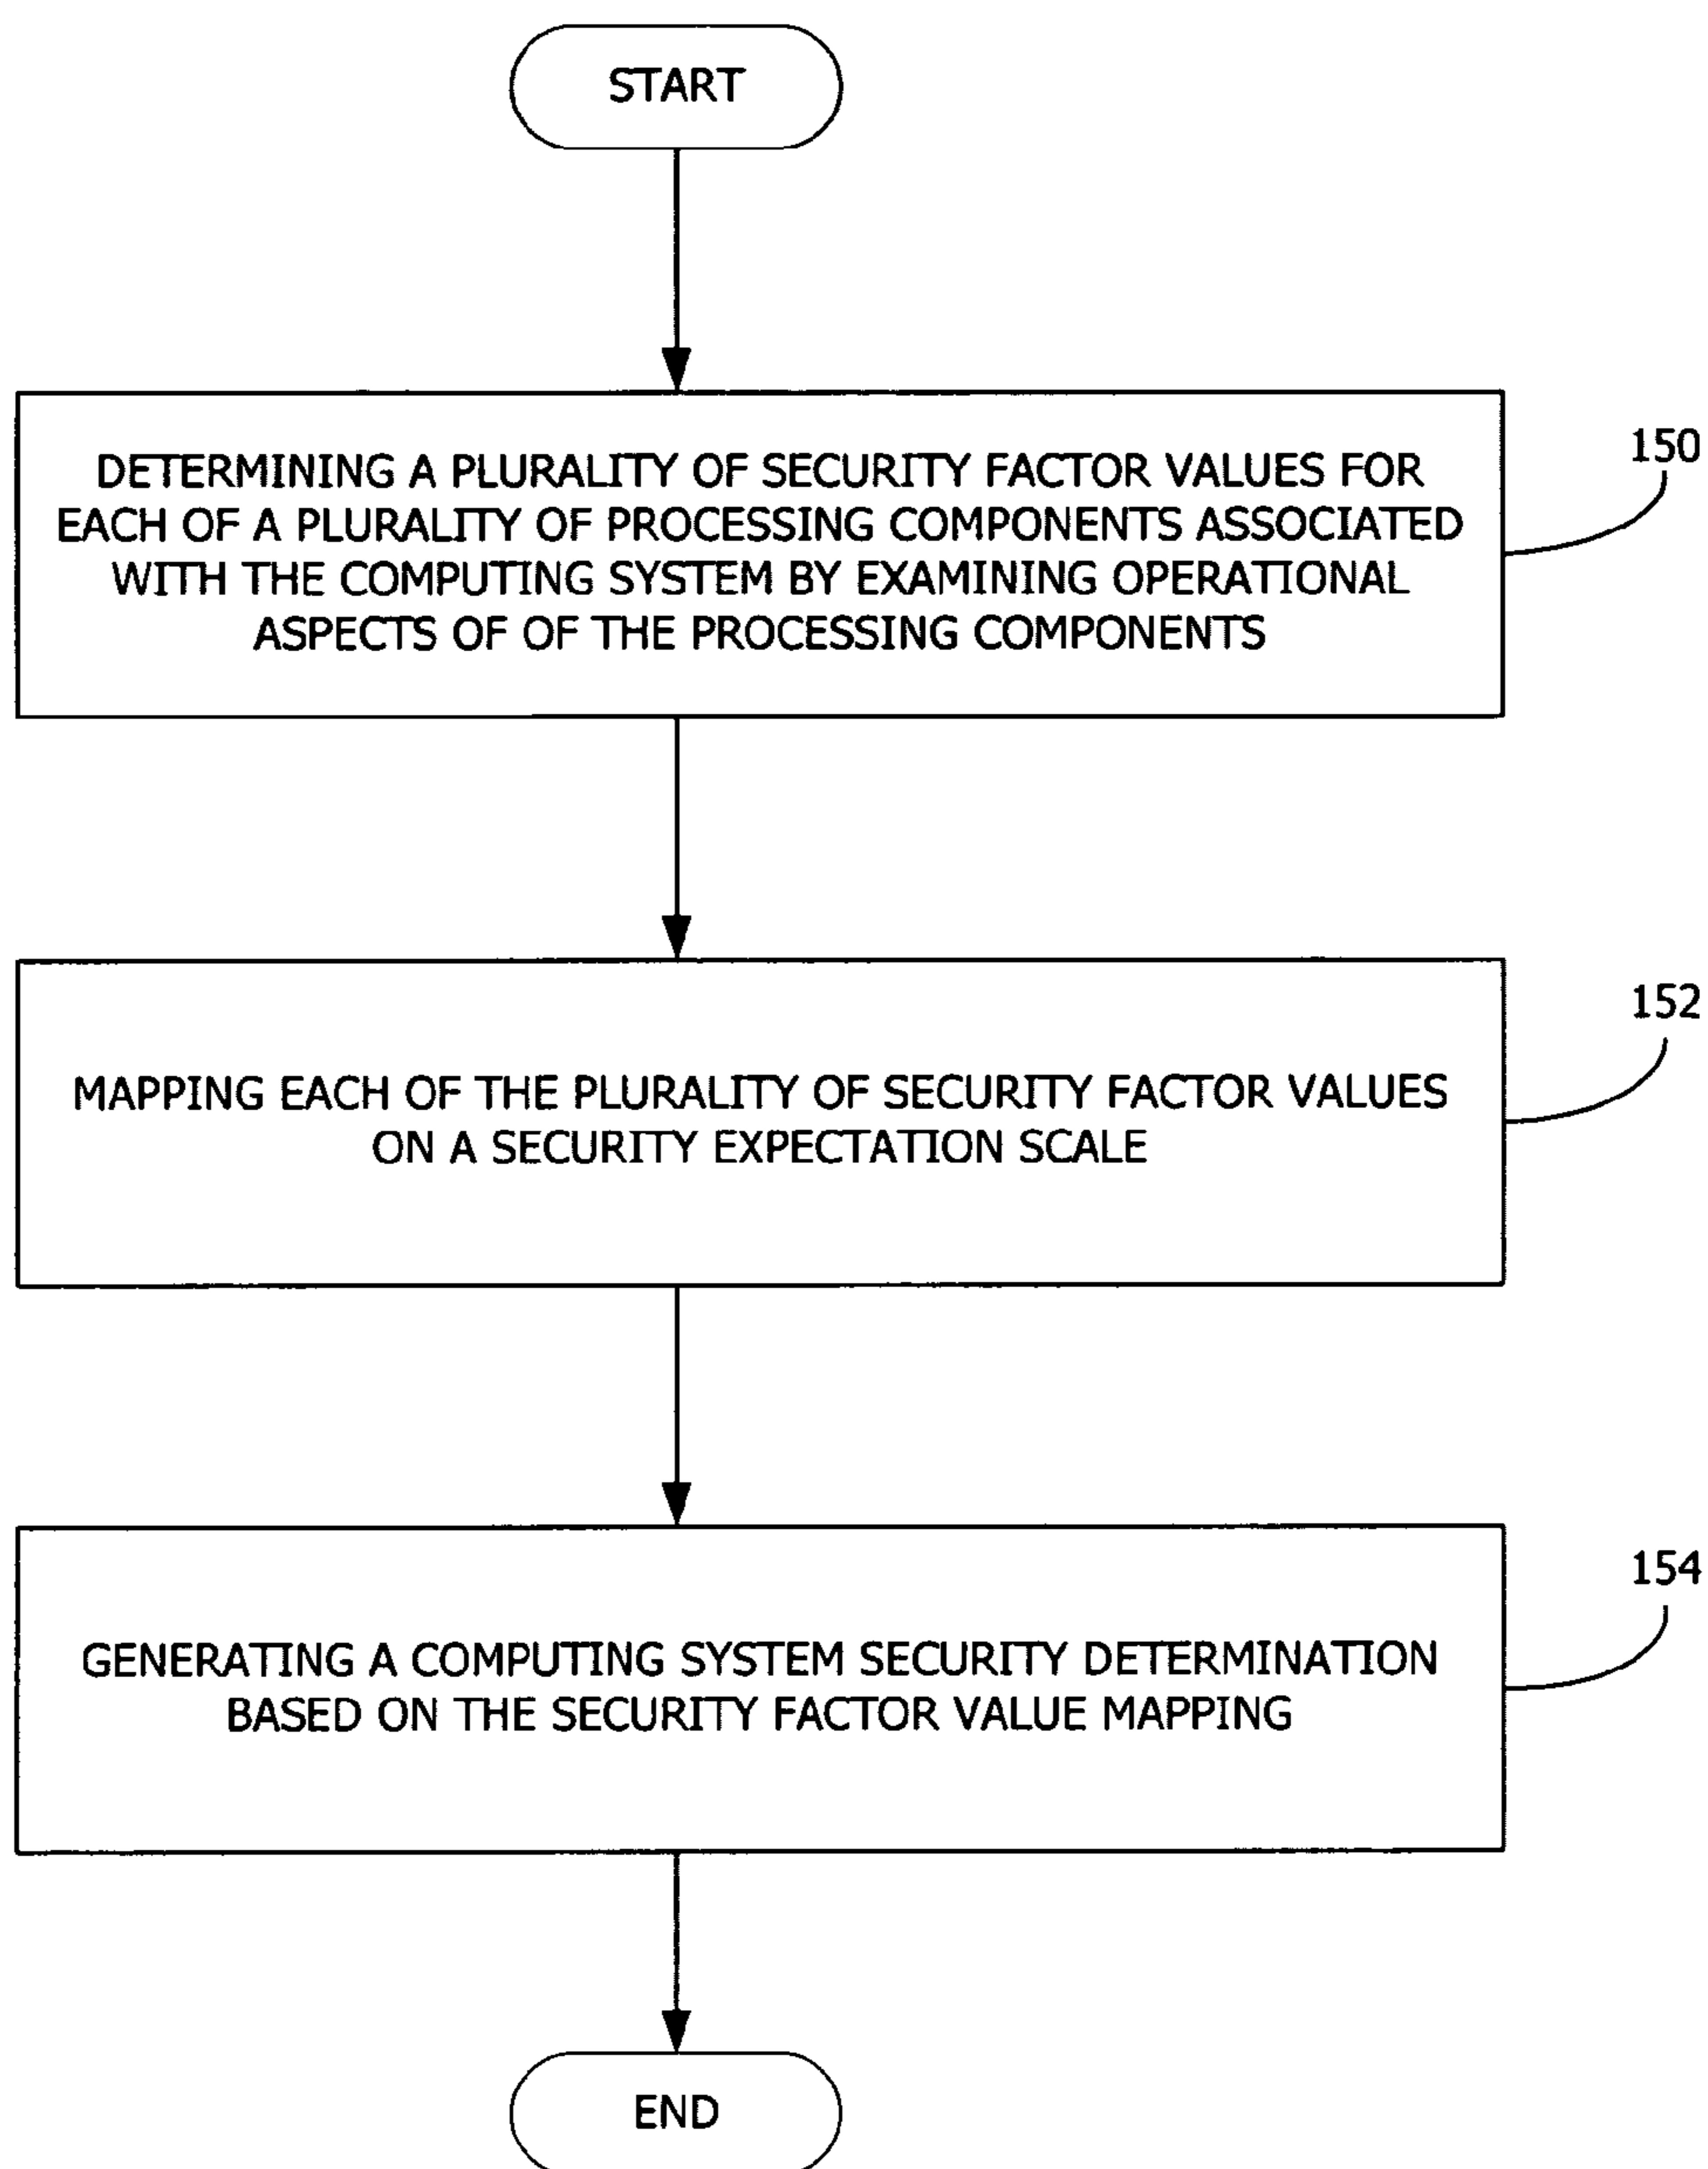 START
DETERMINING A PLURALITY OF SECURITY FACTOR VALUES FOR
EACH OF A PLURALITY OF PROCESSING COMPONENTS ASSOCIATED
WITH THE COMPUTING SYSTEM BY EXAMINING OPERATIONAL
ASPECTS OF OF THE PROCESSING COMPONENTS
150
MAPPING EACH OF THE PLURALITY OF SECURITY FACTOR VALUES
ON A SECURITY EXPECTATION SCALE
152
GENERATING A COMPUTING SYSTEM SECURITY DETERMINATION
BASED ON THE SECURITY FACTOR VALUE MAPPING
154
END